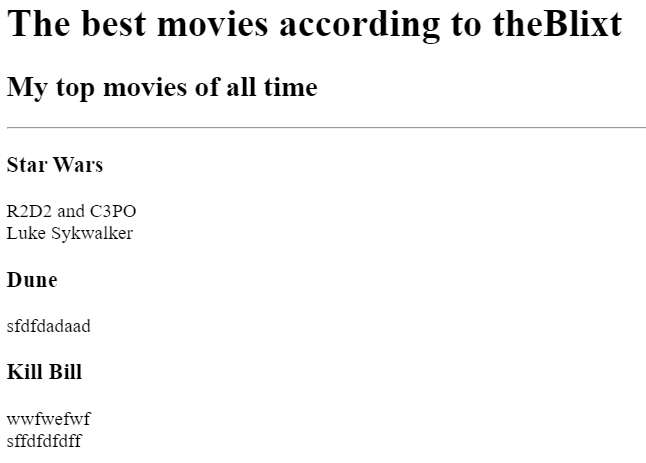 The best movies according to theBlixt
My top movies of all time
Star Wars
R2D2 and C3PO
Luke Sykwalker
Dune
sfdfdadaad
Kill Bill
wwfwefwf
sffdfdfdff